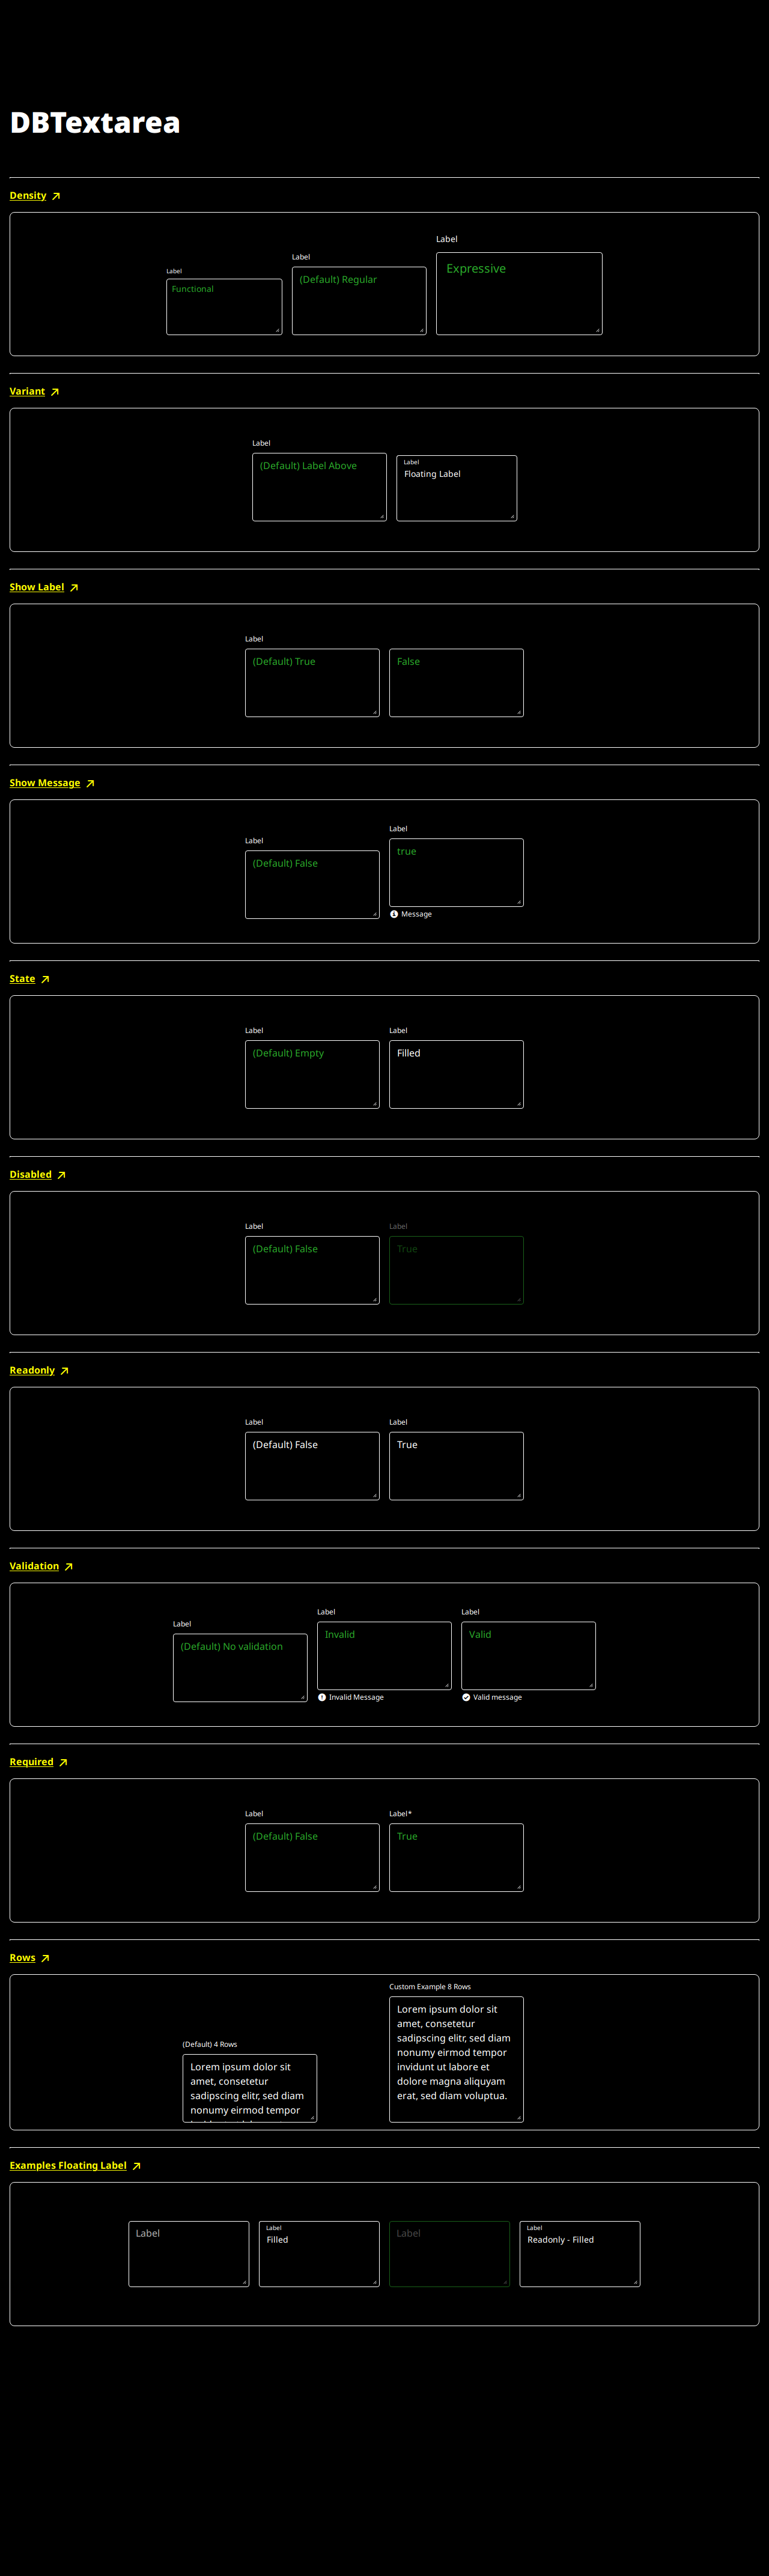 DBTextarea
Density
Label
Functional
Label
(Default) Regular
Label
Expressive
Variant
Label
(Default) Label Above
Label
Floating Label
Show Label
Label
(Default) True
False
Show Message
Label
(Default) False
Label
true
Message
State
Label
(Default) Empty
Label
Filled
Disabled
Label
(Default) False
Label
True
Readonly
Label
(Default) False
Label
True
Validation
Label
(Default) No validation
Label
Invalid
Invalid Message
Label
Valid
Valid message
Required
Label
(Default) False
Label*
True
Rows
(Default) 4 Rows
Lorem ipsum dolor sit
amet, consetetur
sadipscing elitr, sed diam
nonumy eirmod tempor
Custom Example 8 Rows
Lorem ipsum dolor sit
amet, consetetur
sadipscing elitr, sed diam
nonumy eirmod tempor
invidunt ut labore et
dolore magna aliquyam
erat, sed diam voluptua.
Examples Floating Label
Label
Label
Filled
Label
Label
Readonly - Filled